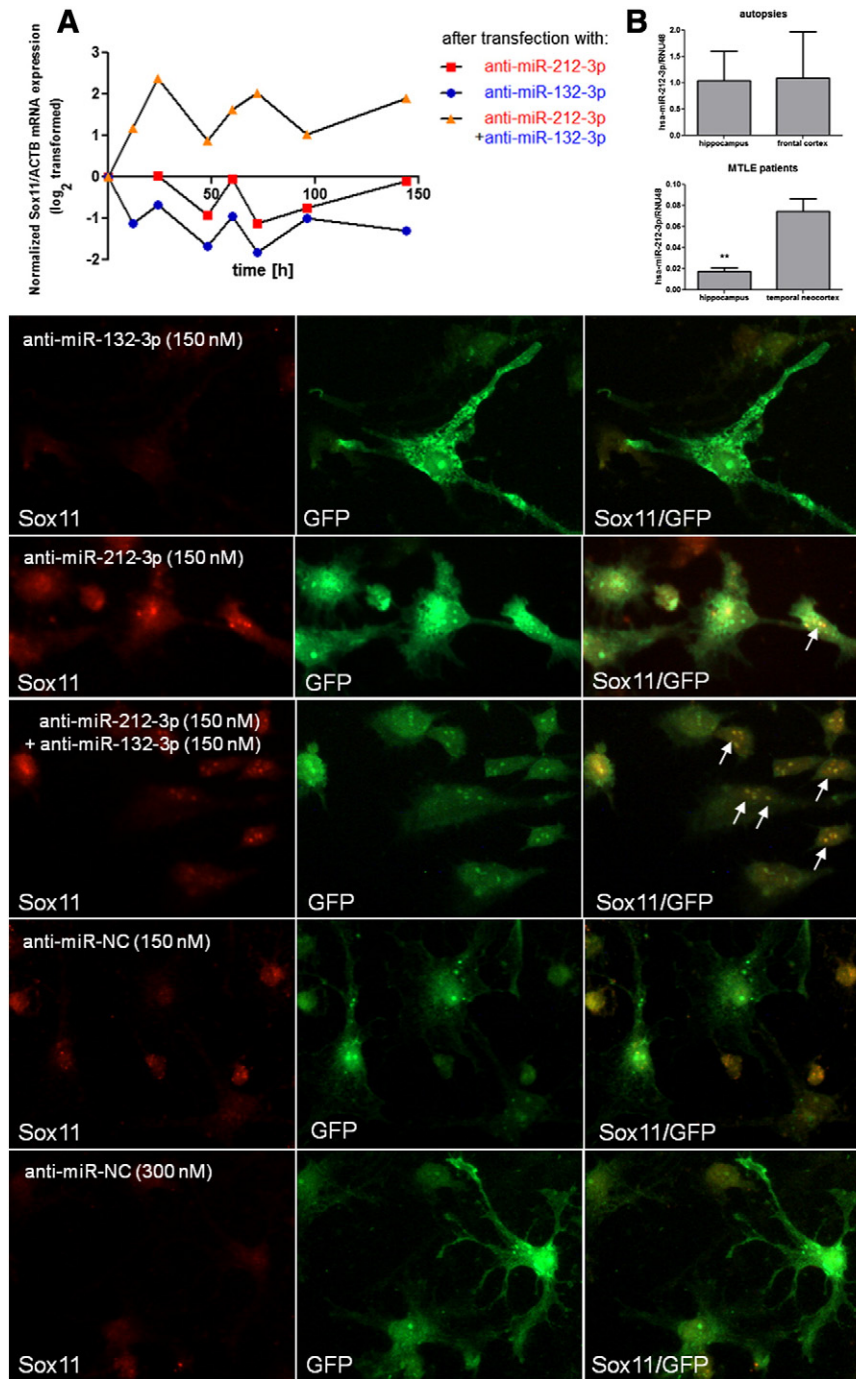 A
Normalized Sox11/ACTB mRNA expression
(log2 transformed)
3
2
1
0
-1
-2
50
100
150
time [h]
after transfection with:
anti-miR-212-3p
anti-miR-132-3p
anti-miR-212-3p
+anti-miR-132-3p
B
autopsies
hsa-miR-212-3p/RNU48
2.0
1.5
1.0
0.5
0.0
hippocampus
frontal cortex
MTLE patients
hsa-miR-212-3p/RNU48
0.10
0.08
0.06
0.04
0.02
0.00
**
hippocampus
temporal neocortex
anti-miR-132-3p (150 nM)
Sox11
GFP
Sox11/GFP
anti-miR-212-3p (150 nM)
Sox11
GFP
Sox11/GFP
anti-miR-212-3p (150 nM)
+ anti-miR-132-3p (150 nM)
Sox11
GFP
Sox11/GFP
anti-miR-NC (150 nM)
Sox11
GFP
Sox11/GFP
anti-miR-NC (300 nM)
Sox11
GFP
Sox11/GFP